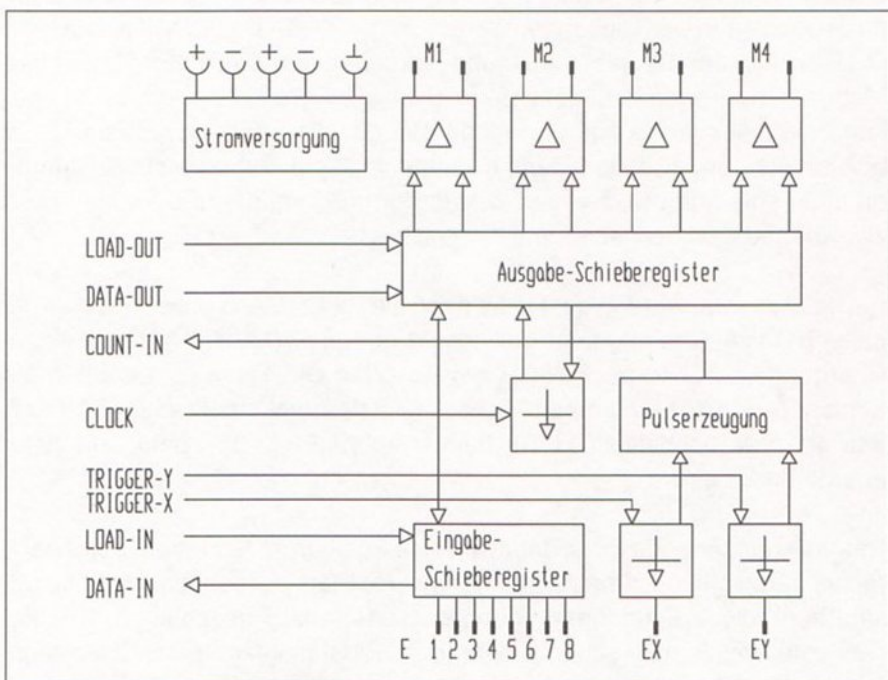 + - + - ⊥
M1 M2 M3 M4
Stromversorgung
LOAD-OUT
DATA-OUT
Ausgabe-Schieberegister
COUNT-IN
CLOCK
Pulserzeugung
TRIGGER-Y
TRIGGER-X
LOAD-IN
DATA-IN
Eingabe-
Schieberegister
E 1 2 3 4 5 6 7 8
EX
EY